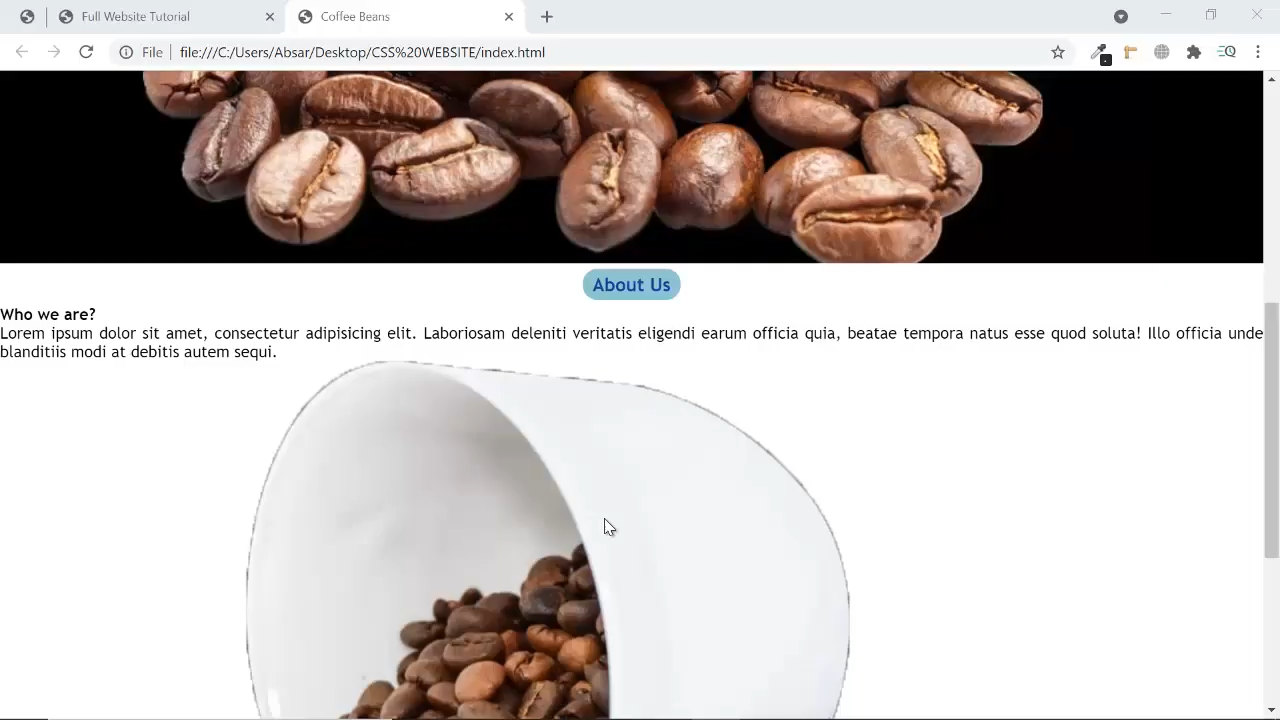 Full Website Tutorial
Coffee Beans
File
file:///C:/Users/Absar/Desktop/CSS%20WEBSITE/index.html
About Us
Who we are?
Lorem ipsum dolor sit amet, consectetur adipisicing elit. Laboriosam deleniti veritatis eligendi earum officia quia, beatae tempora natus esse quod soluta! Illo officia unde
blanditiis modi at debitis autem sequi.